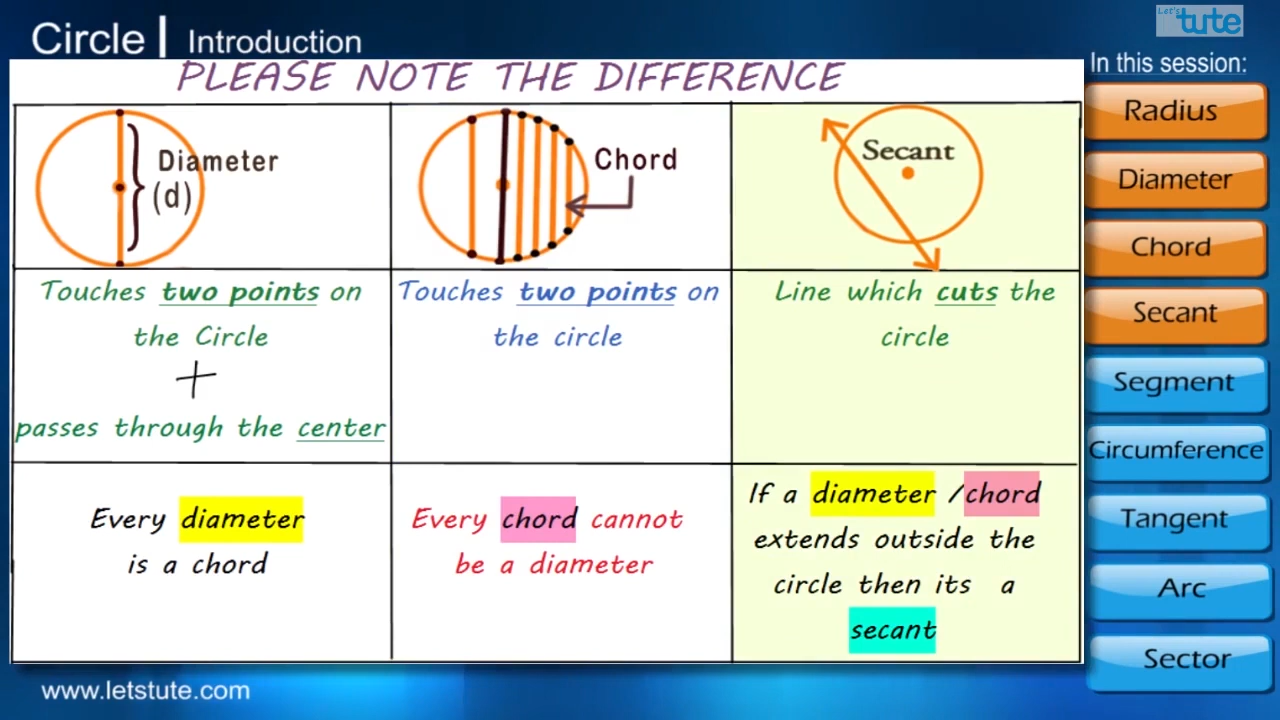 Circle | Introduction
Let's
tute
PLEASE NOTE THE DIFFERENCE
Diameter
(d)
Chord
Secant
Touches two points on
the Circle
+
passes through the center
Touches two points on
the circle
Line which cuts the
circle
Every diameter
is a chord
Every chord cannot
be a diameter
If a diameter /chord
extends outside the
circle then its a
secant
In this session:
Radius
Diameter
Chord
Secant
Segment
Circumference
Tangent
Arc
Sector
www.letstute.com